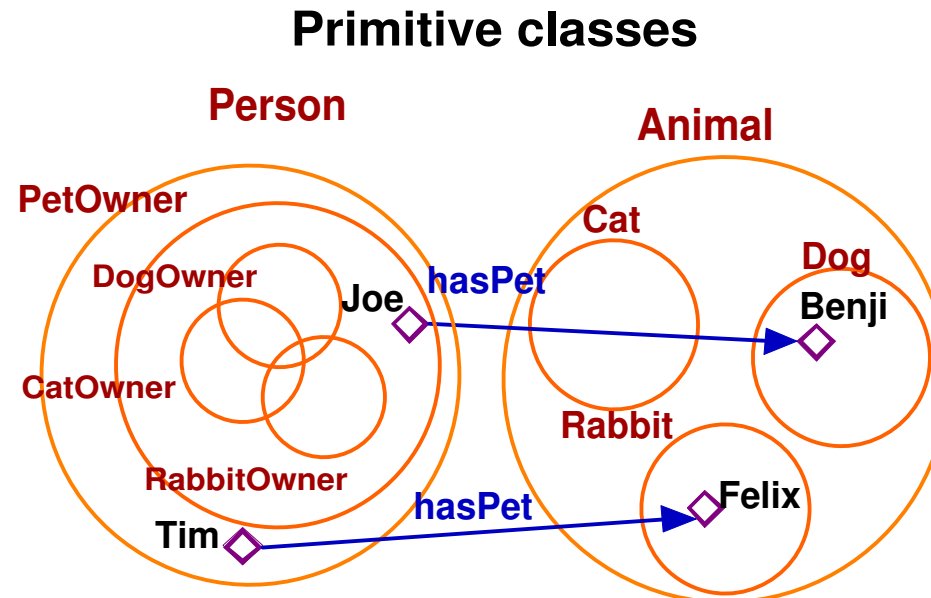 Primitive classes
Person
Animal
PetOwner
Cat
DogOwner
hasPet
Dog
Joe
Benji
CatOwner
Rabbit
RabbitOwner
hasPet
Felix
Tim